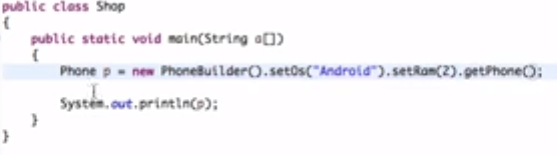 public class Shop
{
    public static void main(String a[])
    {
        Phone p = new PhoneBuilder().setOs("Android").setRam(2).getPhone();
        System.out.println(p);
    }
}